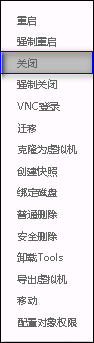 重启
强制重启
关闭
强制关闭
VNC登录
迁移
克隆为虚拟机
创建快照
绑定磁盘
普通删除
安全删除
卸载Tools
导出虚拟机
移动
配置对象权限